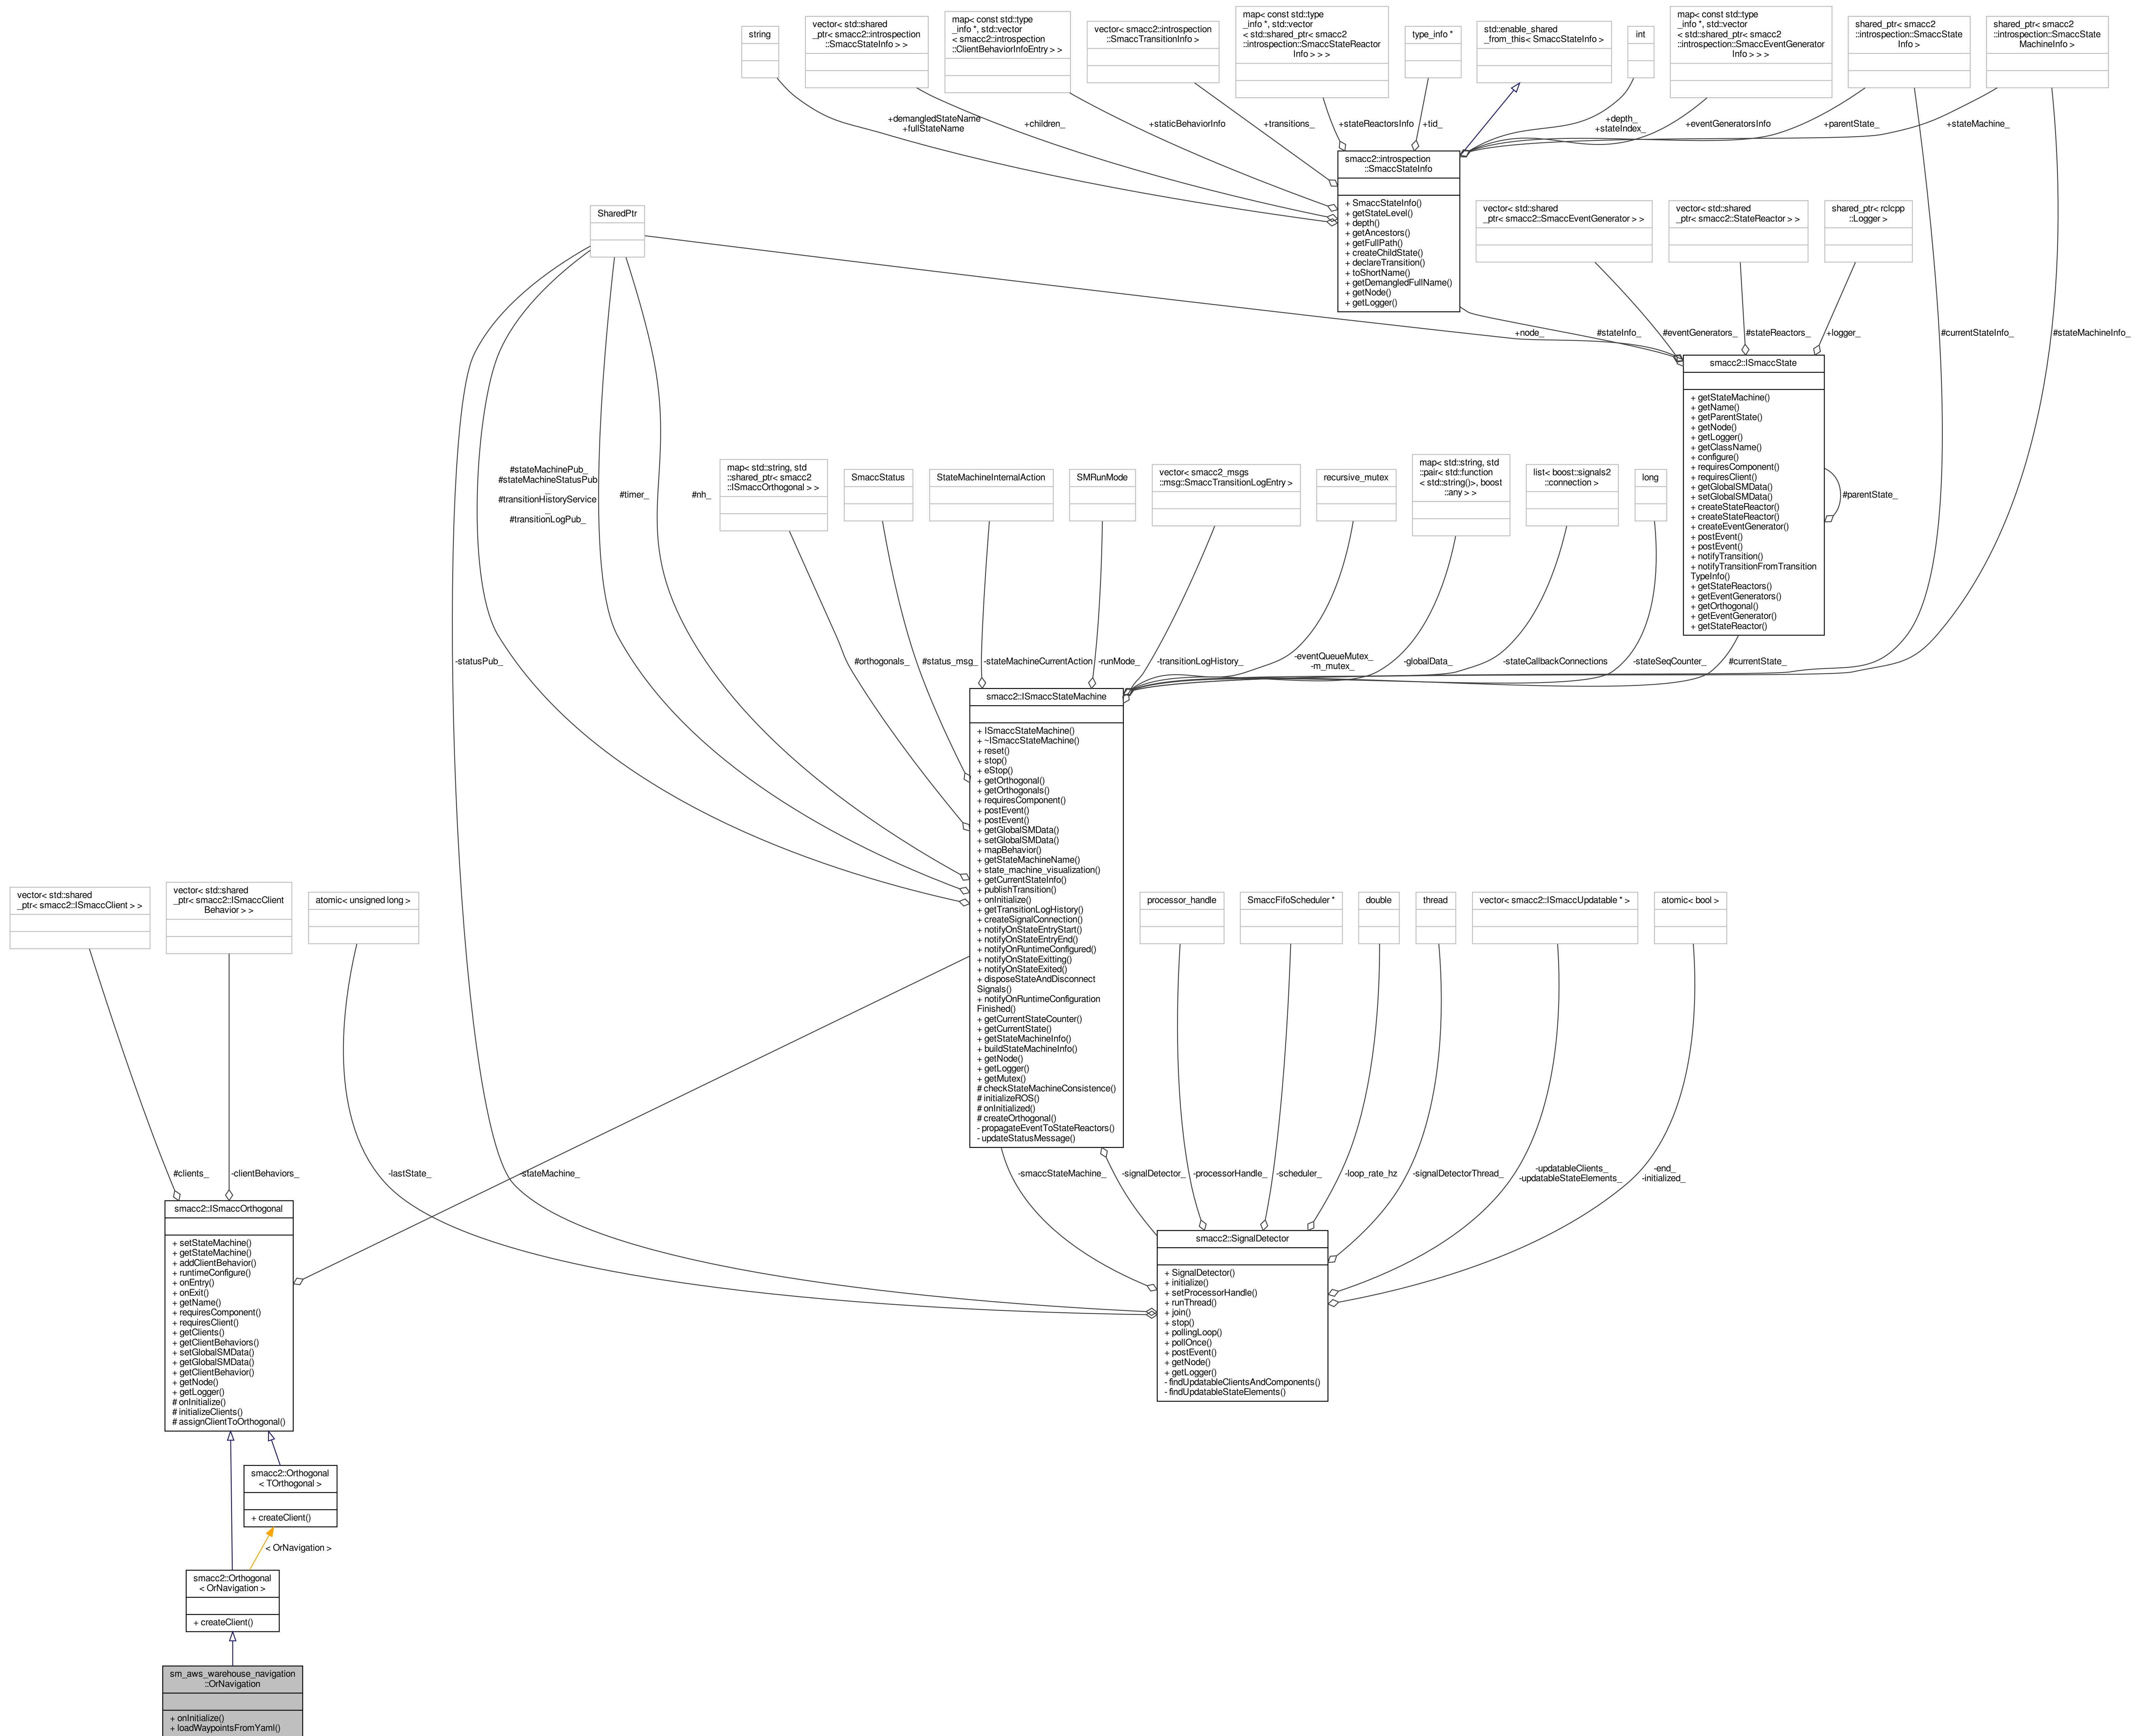 string
vector< std::shared
_ptr< smacc2::introspection
::SmaccStateInfo > >
map< const std::type
_info *, std::vector
< smacc2::introspection
::ClientBehaviorInfoEntry > >
vector< smacc2::introspection
::SmaccTransitionInfo >
map< const std::type
_info *, std::vector
< std::shared_ptr< smacc2
::introspection::SmaccStateReactor
Info > > >
type_info *
std::enable_shared
_from_this< SmaccStateInfo >
int
map< const std::type
_info *, std::vector
< std::shared_ptr< smacc2
::introspection::SmaccEventGenerator
Info > > >
shared_ptr< smacc2
::introspection::SmaccState
Info >
shared_ptr< smacc2
::introspection::SmaccState
MachineInfo >
+demangledStateName
+fullStateName
+children_
+staticBehaviorInfo
+transitions_
+stateReactorsInfo
+tid_
+depth_
+stateIndex_
+eventGeneratorsInfo
+parentState_
+stateMachine_
smacc2::introspection
::SmaccStateInfo
+ SmaccStateInfo()
+ getStateLevel()
+ depth()
+ getAncestors()
+ getFullPath()
+ createChildState()
+ declareTransition()
+ toShortName()
+ getDemangledFullName()
+ getNode()
+ getLogger()
SharedPtr
vector< std::shared
_ptr< smacc2::SmaccEventGenerator > >
vector< std::shared
_ptr< smacc2::StateReactor > >
shared_ptr< rclcpp
::Logger >
+node_
#stateInfo_
#eventGenerators_
#stateReactors_
+logger_
#currentStateInfo_
#stateMachineInfo_
smacc2::ISmaccState
+ getStateMachine()
+ getName()
+ getParentState()
+ getNode()
+ getLogger()
+ getClassName()
+ configure()
+ requiresComponent()
+ requiresClient()
+ getGlobalSMData()
+ setGlobalSMData()
+ createStateReactor()
+ createStateReactor()
+ createEventGenerator()
+ postEvent()
+ postEvent()
+ notifyTransition()
+ notifyTransitionFromTransition
TypeInfo()
+ getStateReactors()
+ getEventGenerators()
+ getOrthogonal()
+ getEventGenerator()
+ getStateReactor()
#parentState_
#stateMachinePub_
#stateMachineStatusPub
_
#transitionHistoryService
_
#transitionLogPub_
#timer_
#nh_
map< std::string, std
::shared_ptr< smacc2
::ISmaccOrthogonal > >
SmaccStatus
StateMachineInternalAction
SMRunMode
vector< smacc2_msgs
::msg::SmaccTransitionLogEntry >
recursive_mutex
map< std::string, std
::pair< std::function
< std::string()>, boost
::any > >
list< boost::signals2
::connection >
long
-statusPub_
#orthogonals_
#status_msg_
-stateMachineCurrentAction
-runMode_
-transitionLogHistory_
-eventQueueMutex_
-m_mutex_
-globalData_
-stateCallbackConnections
-stateSeqCounter_
#currentState_
smacc2::ISmaccStateMachine
+ ISmaccStateMachine()
+ ~ISmaccStateMachine()
+ reset()
+ stop()
+ eStop()
+ getOrthogonal()
+ getOrthogonals()
+ requiresComponent()
+ postEvent()
+ postEvent()
+ getGlobalSMData()
+ setGlobalSMData()
+ mapBehavior()
+ getStateMachineName()
+ state_machine_visualization()
+ getCurrentStateInfo()
+ publishTransition()
+ onInitialize()
+ getTransitionLogHistory()
+ createSignalConnection()
+ notifyOnStateEntryStart()
+ notifyOnStateEntryEnd()
+ notifyOnRuntimeConfigured()
+ notifyOnStateExitting()
+ notifyOnStateExited()
+ disposeStateAndDisconnect
Signals()
+ notifyOnRuntimeConfiguration
Finished()
+ getCurrentStateCounter()
+ getCurrentState()
+ getStateMachineInfo()
+ buildStateMachineInfo()
+ getNode()
+ getLogger()
+ getMutex()
# checkStateMachineConsistence()
# initializeROS()
# onInitialized()
# createOrthogonal()
- propagateEventToStateReactors()
- updateStatusMessage()
vector< std::shared
_ptr< smacc2::ISmaccClient > >
vector< std::shared
_ptr< smacc2::ISmaccClient
Behavior > >
atomic< unsigned long >
processor_handle
SmaccFifoScheduler *
double
thread
vector< smacc2::ISmaccUpdatable * >
atomic< bool >
#clients_
-clientBehaviors_
-lastState_
-stateMachine_
-smaccStateMachine_
-signalDetector_
-processorHandle_
-scheduler_
-loop_rate_hz
-signalDetectorThread_
-updatableClients_
-updatableStateElements_
-end_
-initialized_
smacc2::ISmaccOrthogonal
+ setStateMachine()
+ getStateMachine()
+ addClientBehavior()
+ runtimeConfigure()
+ onEntry()
+ onExit()
+ getName()
+ requiresComponent()
+ requiresClient()
+ getClients()
+ getClientBehaviors()
+ setGlobalSMData()
+ getGlobalSMData()
+ getClientBehavior()
+ getNode()
+ getLogger()
# onInitialize()
# initializeClients()
# assignClientToOrthogonal()
smacc2::SignalDetector
+ SignalDetector()
+ initialize()
+ setProcessorHandle()
+ runThread()
+ join()
+ stop()
+ pollingLoop()
+ pollOnce()
+ postEvent()
+ getNode()
+ getLogger()
- findUpdatableClientsAndComponents()
- findUpdatableStateElements()
smacc2::Orthogonal
< TOrthogonal >
+ createClient()
< OrNavigation >
smacc2::Orthogonal
< OrNavigation >
+ createClient()
sm_aws_warehouse_navigation
::OrNavigation
+ onInitialize()
+ loadWaypointsFromYaml()